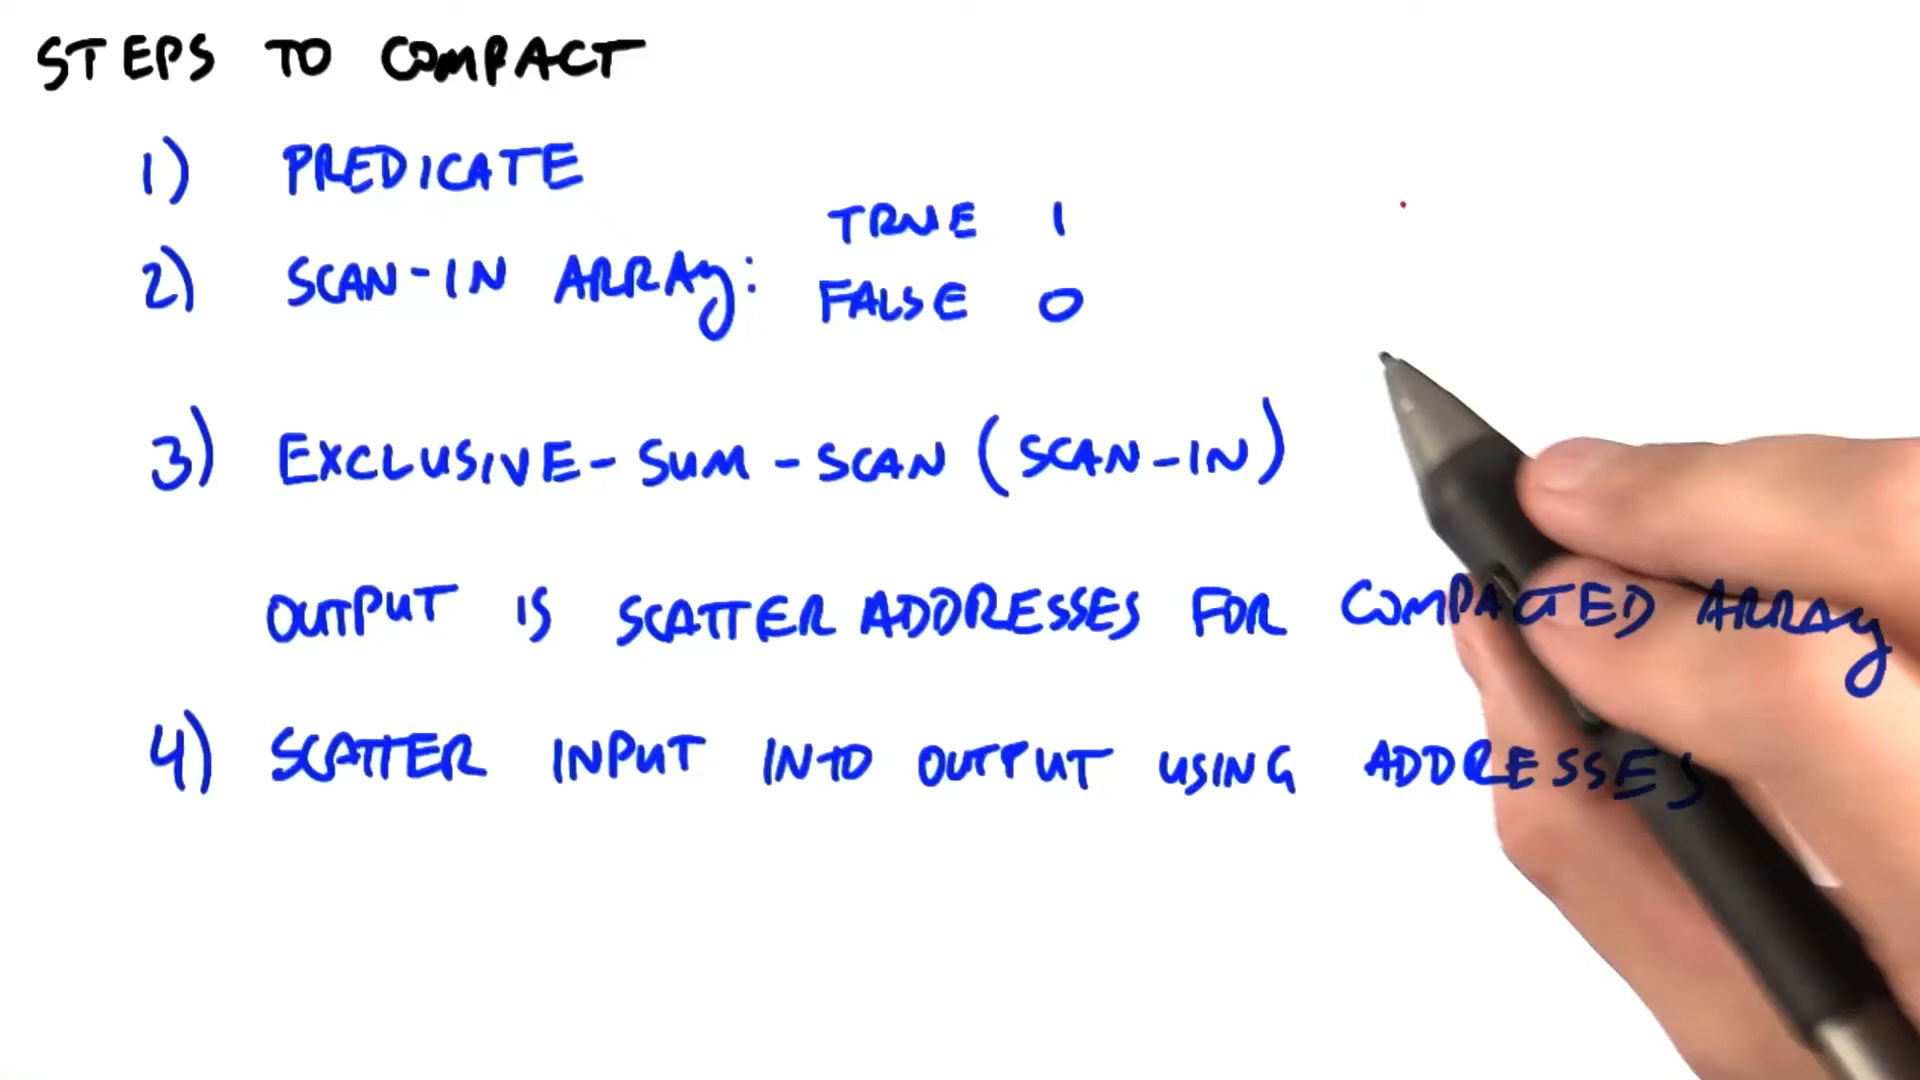 STEPS TO COMPACT
1) PREDICATE
2) SCAN-IN ARRAY: TRUE 1
FALSE 0
3) EXCLUSIVE-SUM-SCAN (SCAN-IN)
OUTPUT IS SCATTER ADDRESSES FOR COMPACTED ARRAY
4) SCATTER INPUT INTO OUTPUT USING ADDRESSES